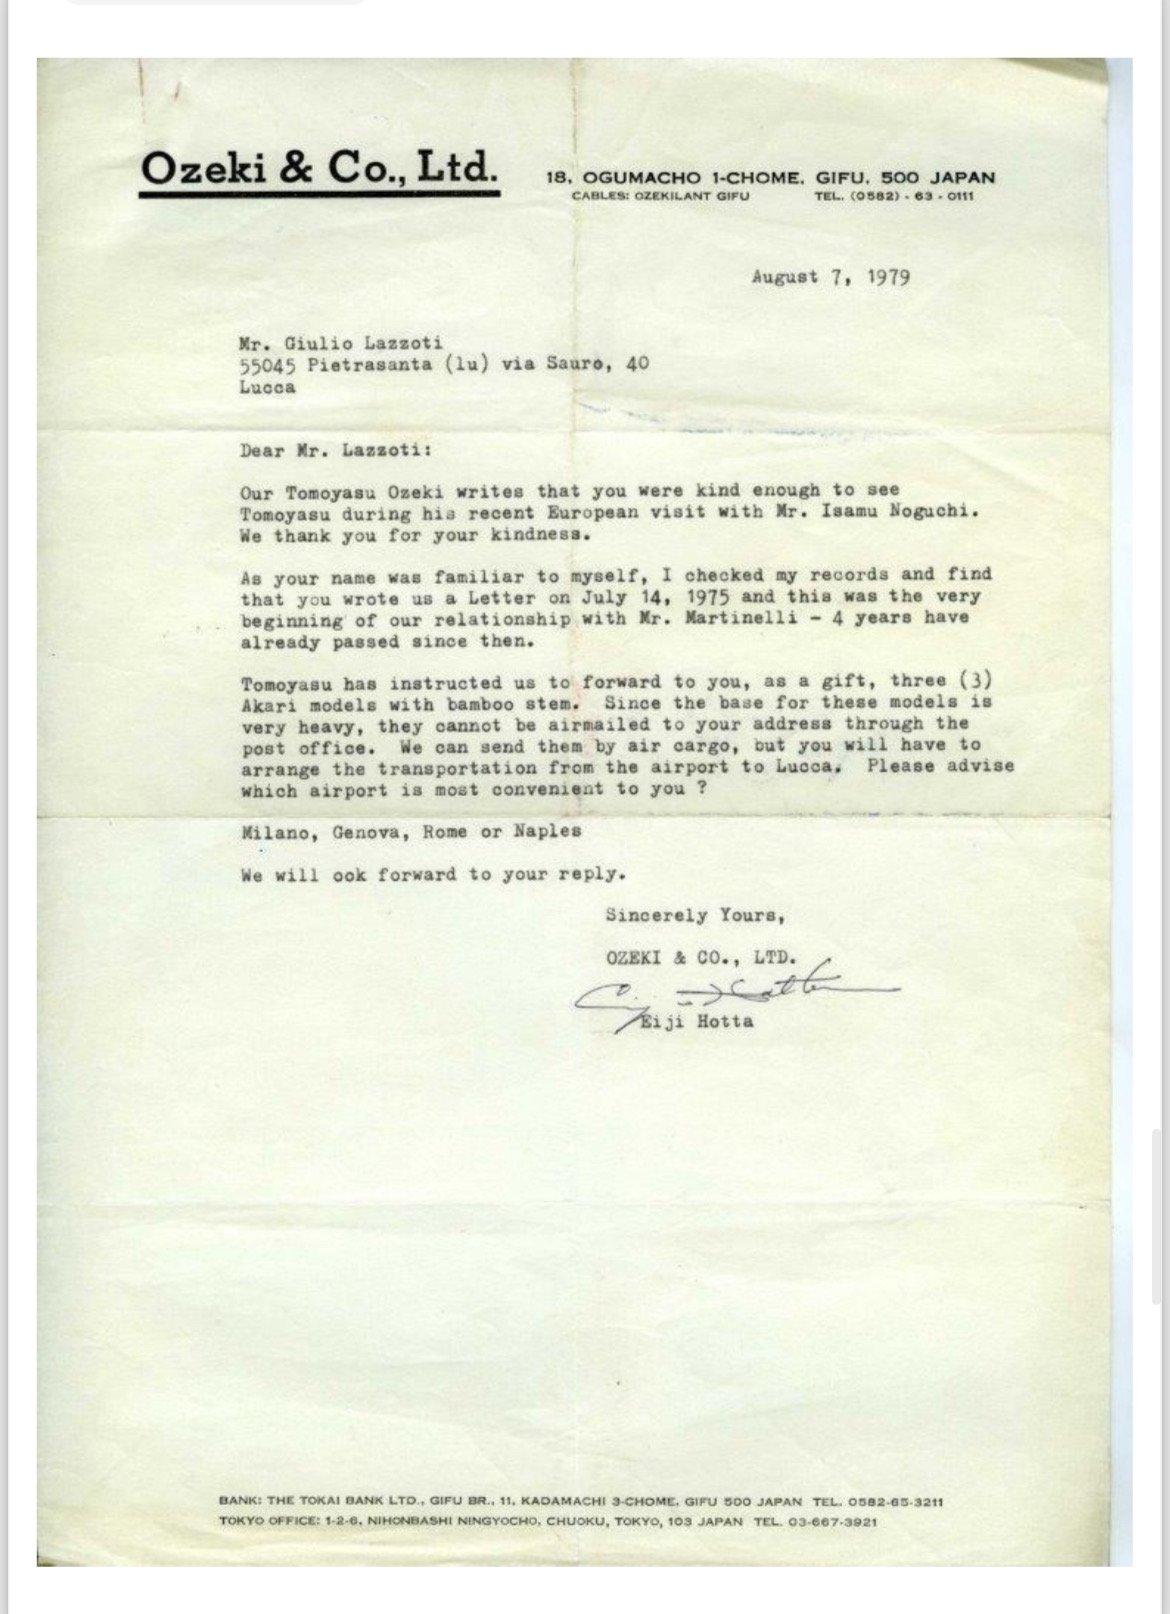 Ozeki & Co., Ltd.
18, OGUMACHO 1-CHOME, GIFU, 500 JAPAN
CABLES: OZEKILANT GIFU TEL. (0582) - 63 - 0111
August 7, 1979
Mr. Giulio Lazzoti
55045 Pietrasanta (lu) via Sauro, 40
Lucca
Dear Mr. Lazzoti:
Our Tomoyasu Ozeki writes that you were kind enough to see
Tomoyasu during his recent European visit with Mr. Isamu Noguchi.
We thank you for your kindness.
As your name was familiar to myself, I checked my records and find
that you wrote us a Letter on July 14, 1975 and this was the very
beginning of our relationship with Mr. Martinelli - 4 years have
already passed since then.
Tomoyasu has instructed us to forward to you, as a gift, three (3)
Akari models with bamboo stem. Since the base for these models is
very heavy, they cannot be airmailed to your address through the
post office. We can send them by air cargo, but you will have to
arrange the transportation from the airport to Lucca. Please advise
which airport is most convenient to you ?
Milano, Genova, Rome or Naples
We will ook forward to your reply.
Sincerely Yours,
OZEKI & CO., LTD.
Eiji Hotta
Eiji Hotta
BANK: THE TOKAI BANK LTD., GIFU BR., 11, KADAMACHI 3-CHOME, GIFU 500 JAPAN TEL. 0582-65-3211
TOKYO OFFICE: 1-2-6, NIHONBASHI NINGYOCHO, CHUOKU, TOKYO, 103 JAPAN TEL. 03-667-3921